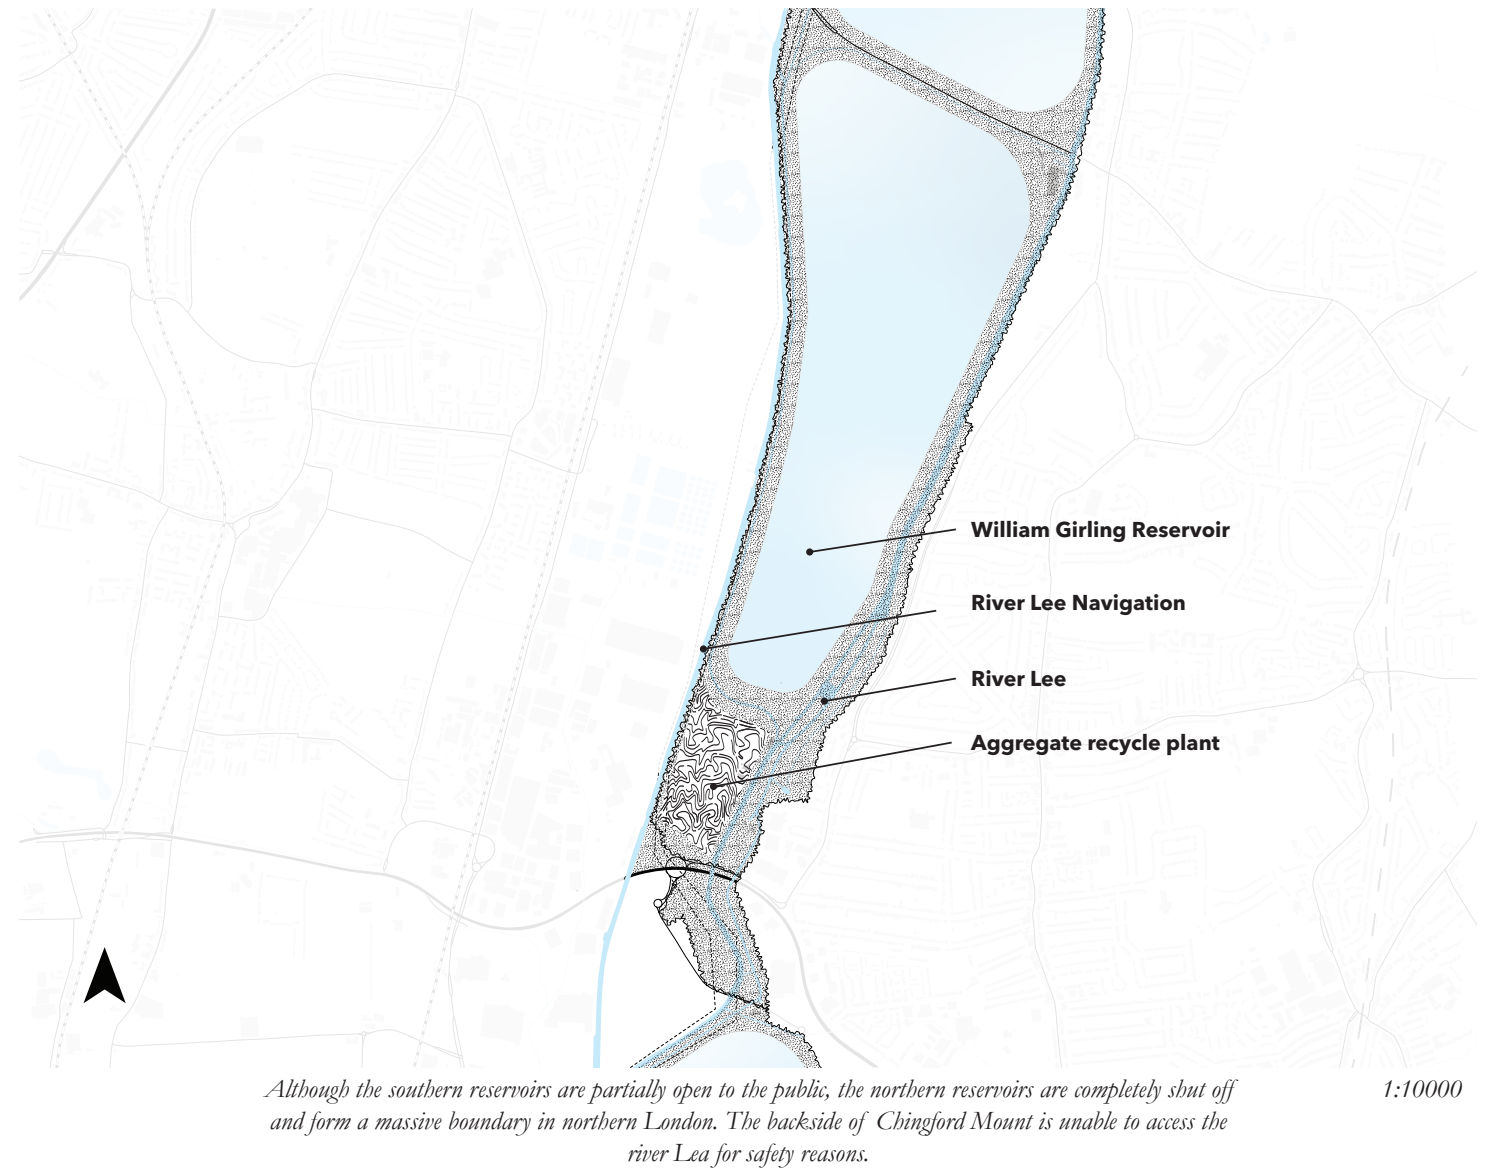 William Girling Reservoir
River Lee Navigation
River Lee
Aggregate recycle plant
Although the southern reservoirs are partially open to the public, the northern reservoirs are completely shut off
and form a massive boundary in northern London. The backside of Chingford Mount is unable to access the
river Lea for safety reasons.
1:10000